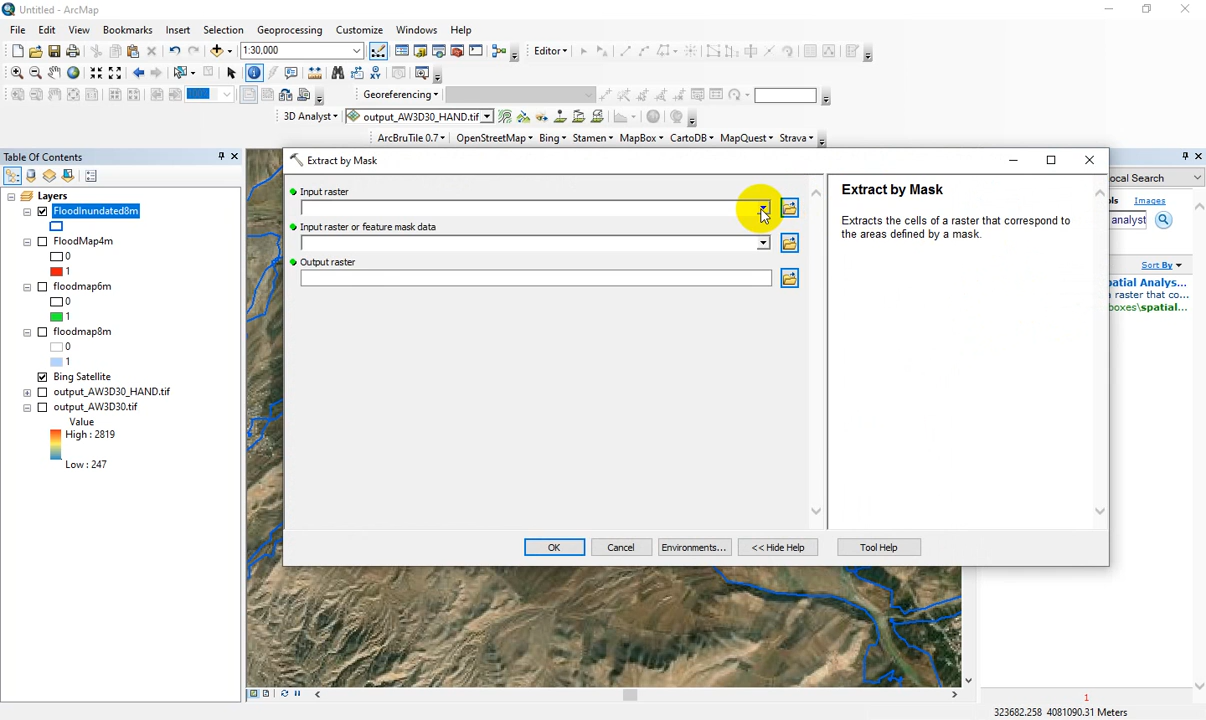 Untitled - ArcMap
File Edit View Bookmarks Insert Selection Geoprocessing Customize Windows Help
1:30,000
Editor
Georeferencing
3D Analyst
output_AW3D30_HAND.tif
ArcBruTile 0.7 OpenStreetMap Bing Stamen MapBox CartoDB MapQuest Strava
Table Of Contents
Layers
FloodInundated8m
FloodMap4m
0
1
floodmap6m
0
1
floodmap8m
0
1
Bing Satellite
output_AW3D30_HAND.tif
output_AW3D30.tif
Value
High : 2819
Low : 247
Extract by Mask
Input raster
Input raster or feature mask data
Output raster
OK
Cancel
Environments...
<< Hide Help
Tool Help
Extract by Mask
Extracts the cells of a raster that correspond to
the areas defined by a mask.
ocal Search
ls Images
analyst
Sort By
patial Analys...
a raster that co...
boxes\spatial...
1
323682.258 4081090.31 Meters